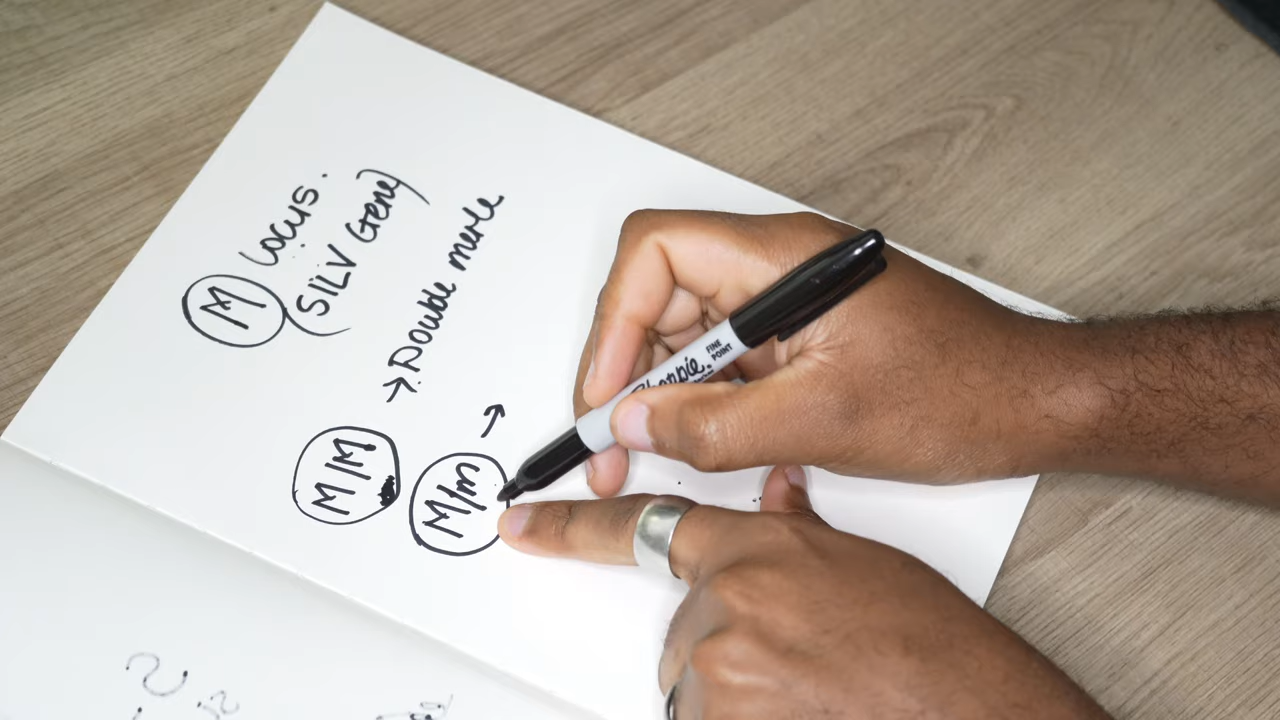 M Locus.
(SILV Gene)
M/M → Double merle
M/m →
Sharpie
FINE
POINT